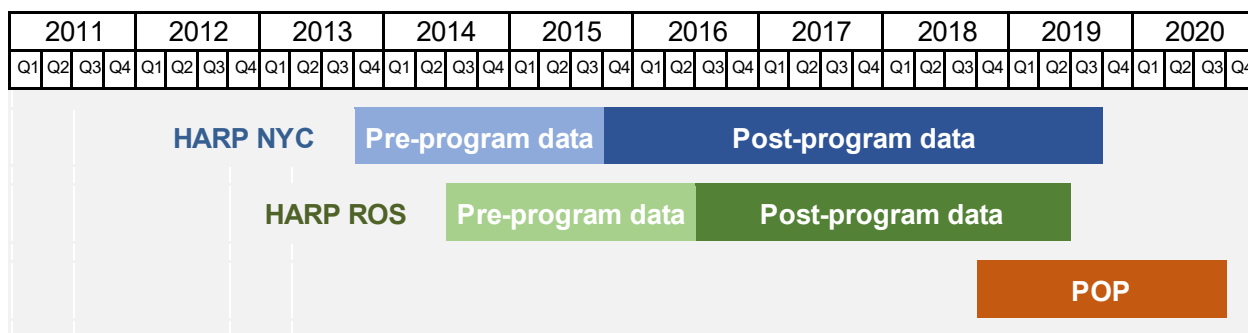 2011 2012 2013 2014 2015 2016 2017 2018 2019 2020
Q1 Q2 Q3 Q4 Q1 Q2 Q3 Q4 Q1 Q2 Q3 Q4 Q1 Q2 Q3 Q4 Q1 Q2 Q3 Q4 Q1 Q2 Q3 Q4 Q1 Q2 Q3 Q4 Q1 Q2 Q3 Q4 Q1 Q2 Q3 Q4 Q1 Q2 Q3 Q4
HARP NYC Pre-program data Post-program data
HARP ROS Pre-program data Post-program data
POP